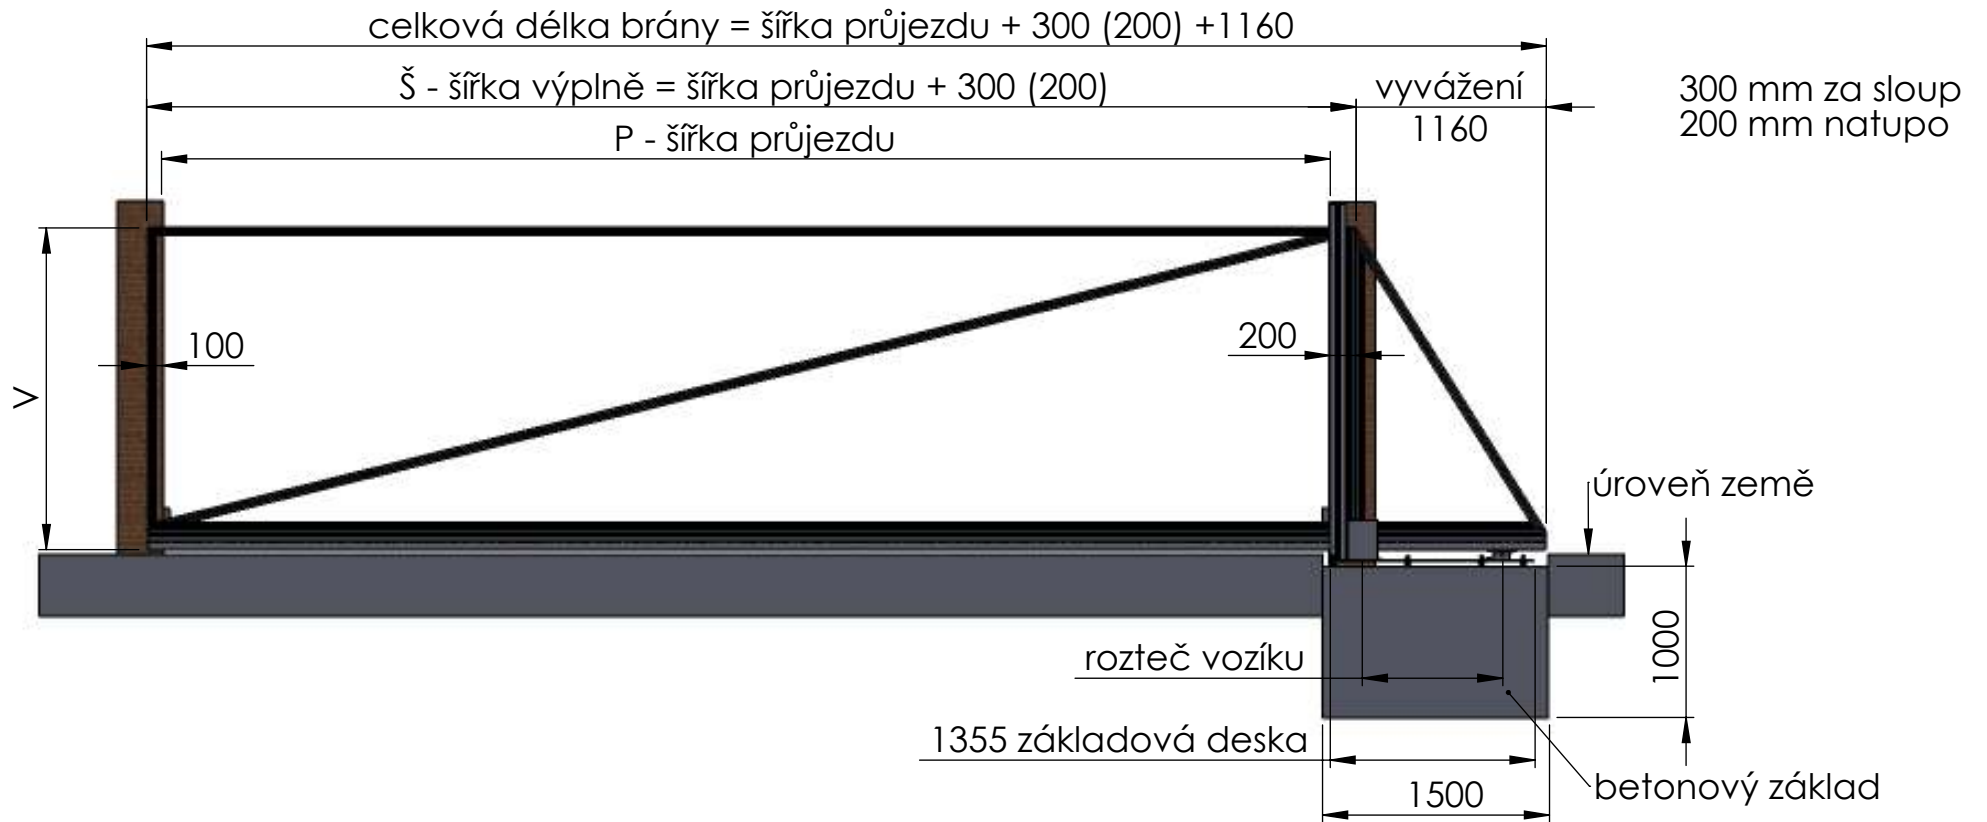 celková délka brány = šířka průjezdu + 300 (200) +1160
Š - šířka výplně = šířka průjezdu + 300 (200)
vyvážení
1160
300 mm za sloup
200 mm natupo
P - šířka průjezdu
V
100
200
úroveň země
1000
rozteč vozíku
1355 základová deska
1500
betonový základ